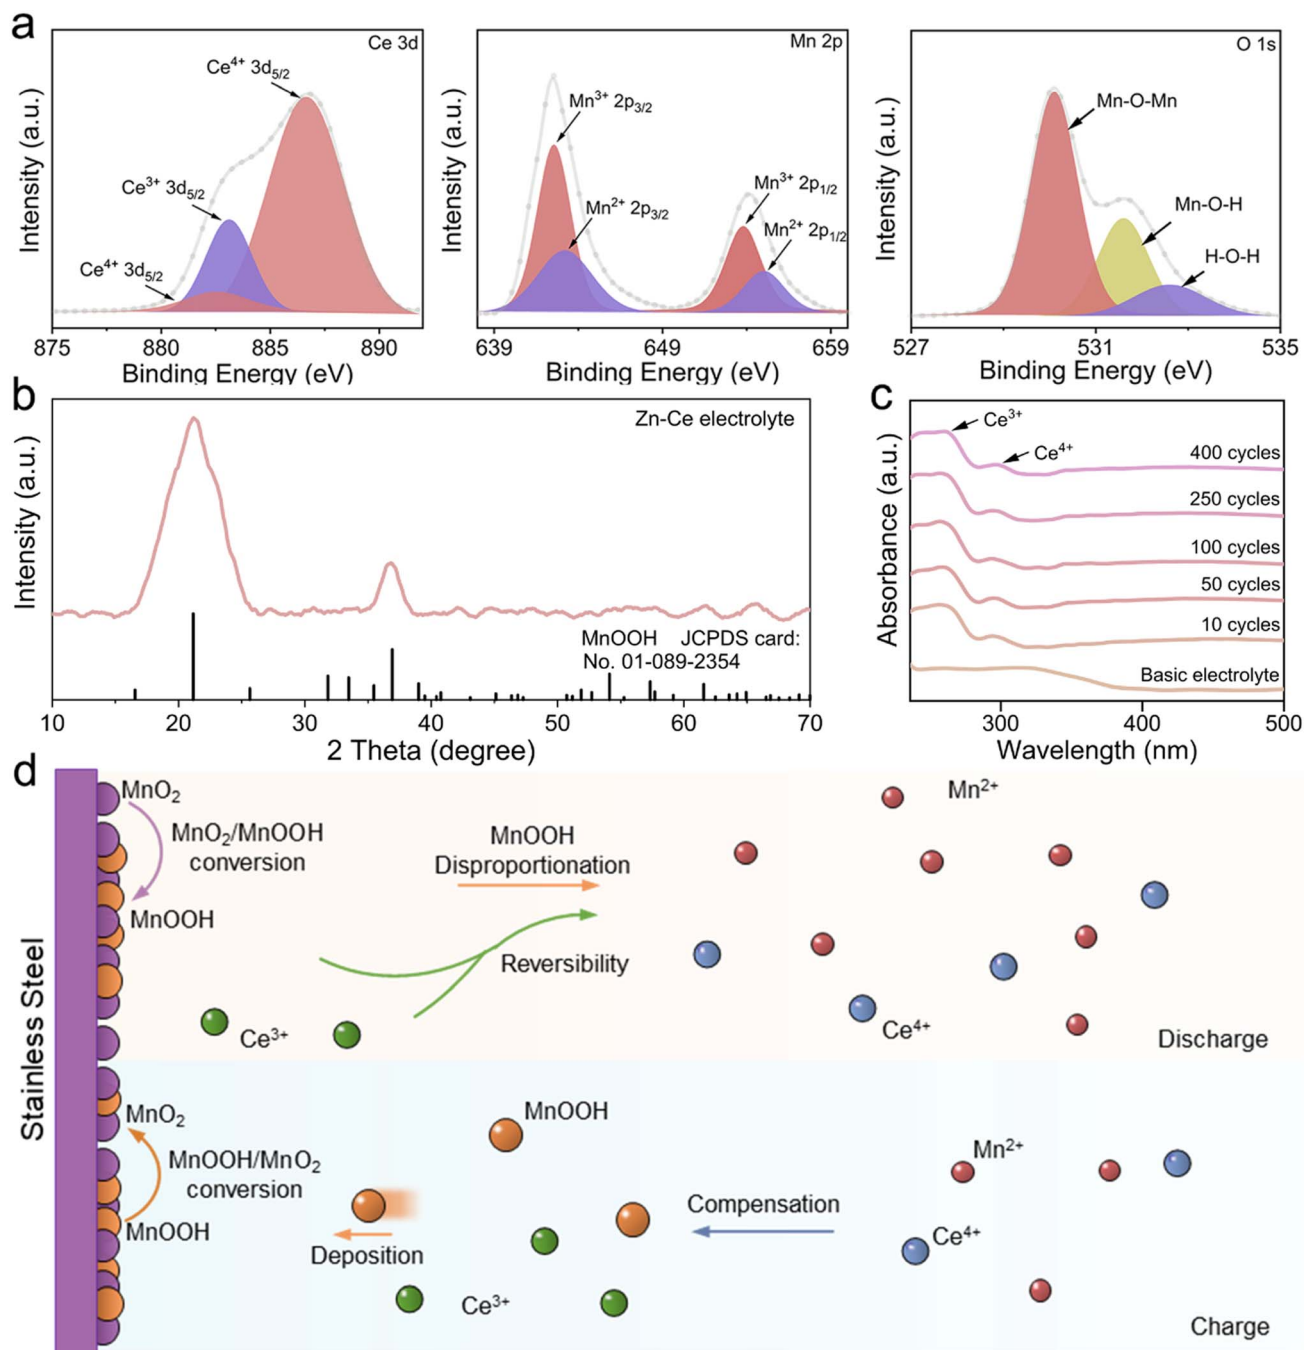 a
Ce 3d
Ce⁴⁺ 3d₅/₂
Ce³⁺ 3d₅/₂
Ce⁴⁺ 3d₅/₂
Intensity (a.u.)
875 880 885 890
Binding Energy (eV)
Mn 2p
Mn³⁺ 2p₃/₂
Mn²⁺ 2p₃/₂
Mn³⁺ 2p₁/₂
Mn²⁺ 2p₁/₂
Intensity (a.u.)
639 649 659
Binding Energy (eV)
O 1s
Mn-O-Mn
Mn-O-H
H-O-H
Intensity (a.u.)
527 531 535
Binding Energy (eV)
b
Zn-Ce electrolyte
Intensity (a.u.)
MnOOH JCPDS card:
No. 01-089-2354
10 20 30 40 50 60 70
2 Theta (degree)
c
Ce³⁺
Ce⁴⁺
400 cycles
250 cycles
100 cycles
50 cycles
10 cycles
Basic electrolyte
Absorbance (a.u.)
300 400 500
Wavelength (nm)
d
Stainless Steel
MnO₂
MnO₂/MnOOH
conversion
MnOOH
MnOOH
Disproportionation
Reversibility
Ce³⁺
Mn²⁺
Ce⁴⁺
Discharge
MnO₂
MnOOH/MnO₂
conversion
MnOOH
MnOOH
Deposition
Ce³⁺
Compensation
Mn²⁺
Ce⁴⁺
Charge